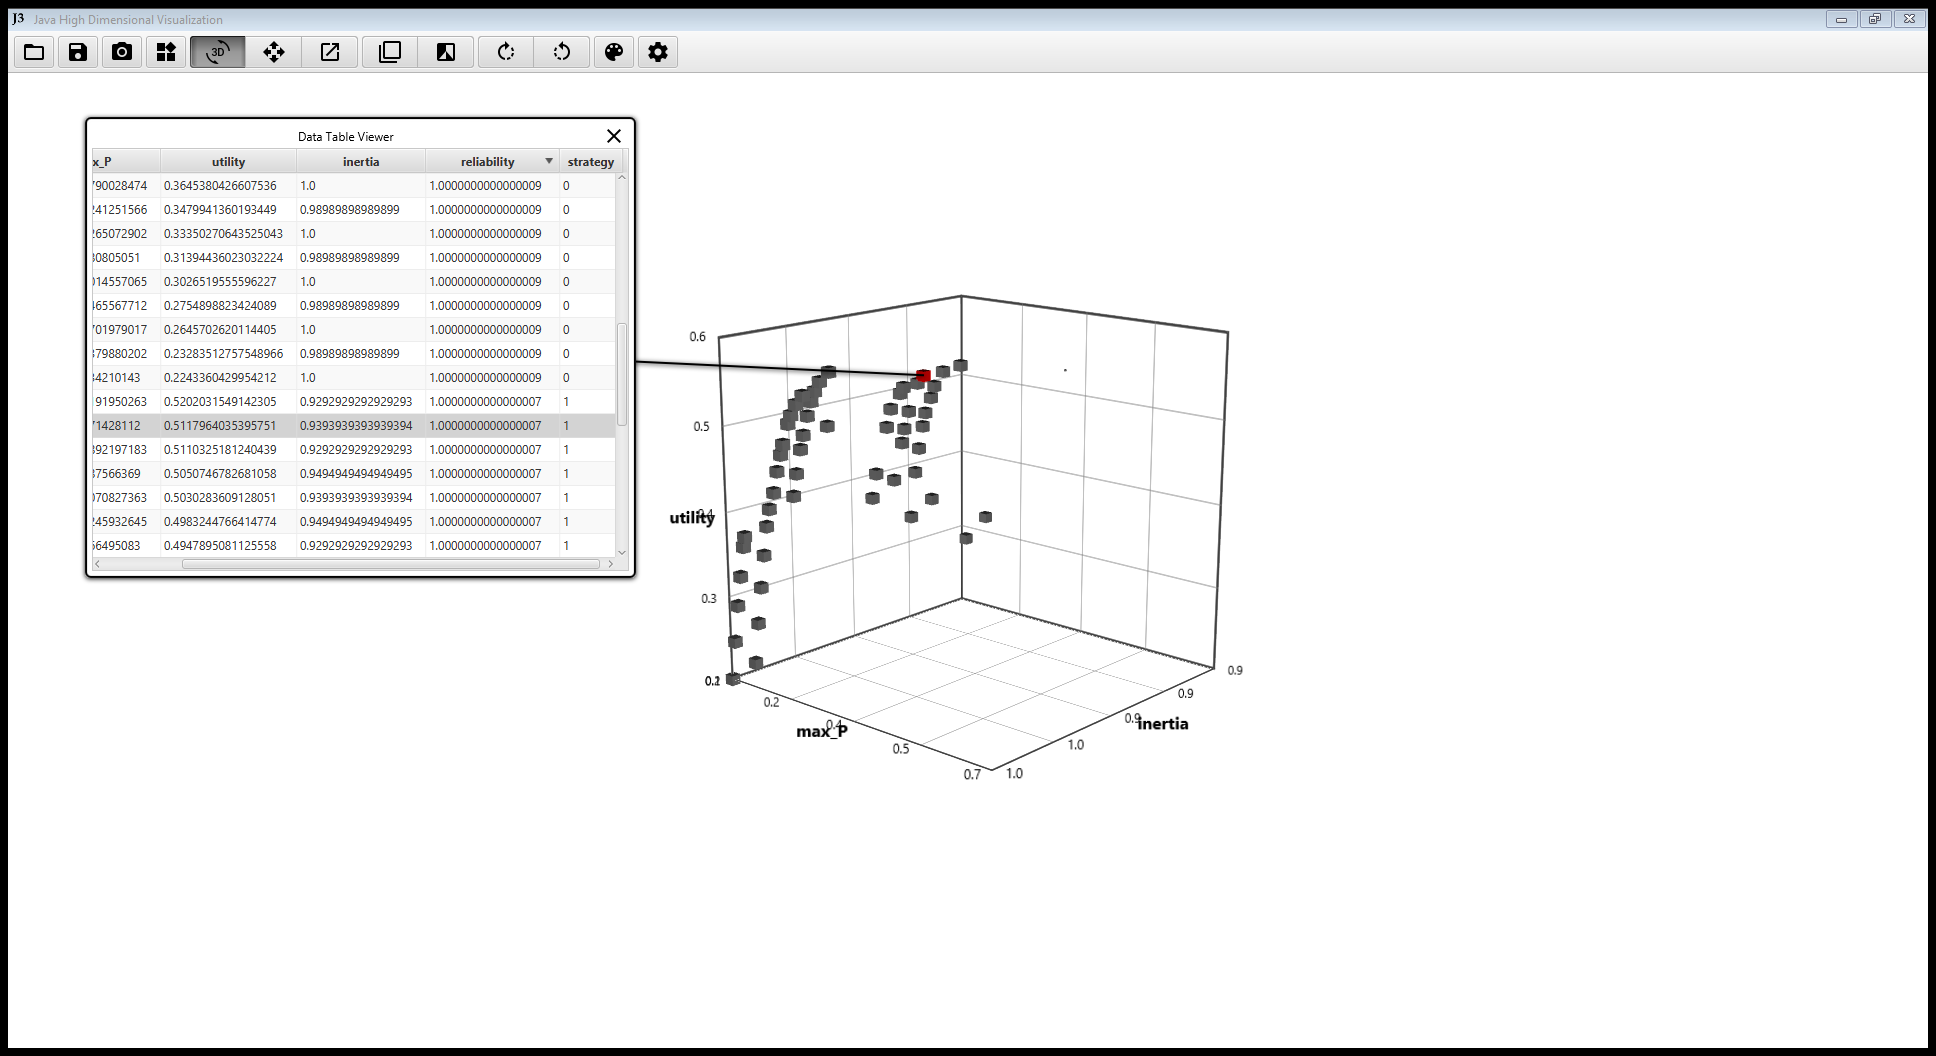 J3 Java High Dimensional Visualization
3D
Data Table Viewer
x_P utility inertia reliability strategy
790028474 0.3645380426607536 1.0 1.0000000000000009 0
241251566 0.3479941360193449 0.98989898989899 1.0000000000000009 0
265072902 0.33350270643525043 1.0 1.0000000000000009 0
30805051 0.31394436023032224 0.98989898989899 1.0000000000000009 0
014557065 0.3026519555596227 1.0 1.0000000000000009 0
465567712 0.2754898823424089 0.98989898989899 1.0000000000000009 0
701979017 0.2645702620114405 1.0 1.0000000000000009 0
379880202 0.23283512757548966 0.98989898989899 1.0000000000000009 0
34210143 0.2243360429954212 1.0 1.0000000000000009 0
191950263 0.5202031549142305 0.9292929292929293 1.0000000000000007 1
71428112 0.5117964035395751 0.9393939393939394 1.0000000000000007 1
392197183 0.5110325181240439 0.9292929292929293 1.0000000000000007 1
37566369 0.5050746782681058 0.9494949494949495 1.0000000000000007 1
070827363 0.5030283609128051 0.9393939393939394 1.0000000000000007 1
245932645 0.4983244766414774 0.9494949494949495 1.0000000000000007 1
56495083 0.4947895081125558 0.9292929292929293 1.0000000000000007 1
0.6
0.5
utility
0.3
0.2
0.4
0.5
0.7
max_P
1.0
1.0
0.9
0.9
0.9
inertia